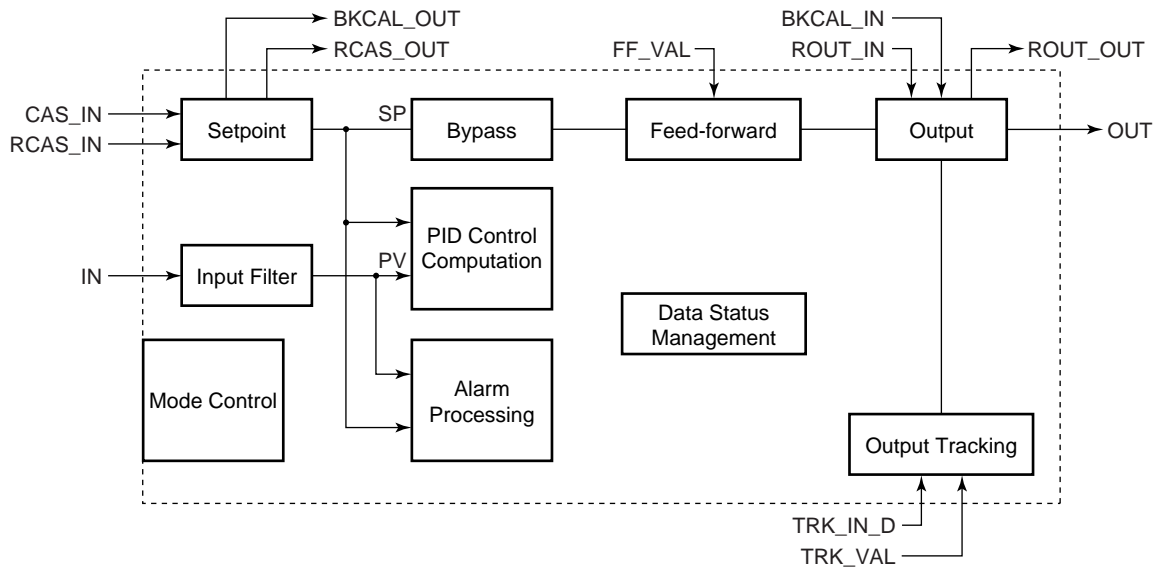 BKCAL_OUT
RCAS_OUT
BKCAL_IN
ROUT_IN
ROUT_OUT
FF_VAL
CAS_IN
RCAS_IN
Setpoint
SP
Bypass
Feed-forward
Output
OUT
IN
Input Filter
PV
PID Control
Computation
Data Status
Management
Mode Control
Alarm
Processing
Output Tracking
TRK_IN_D
TRK_VAL